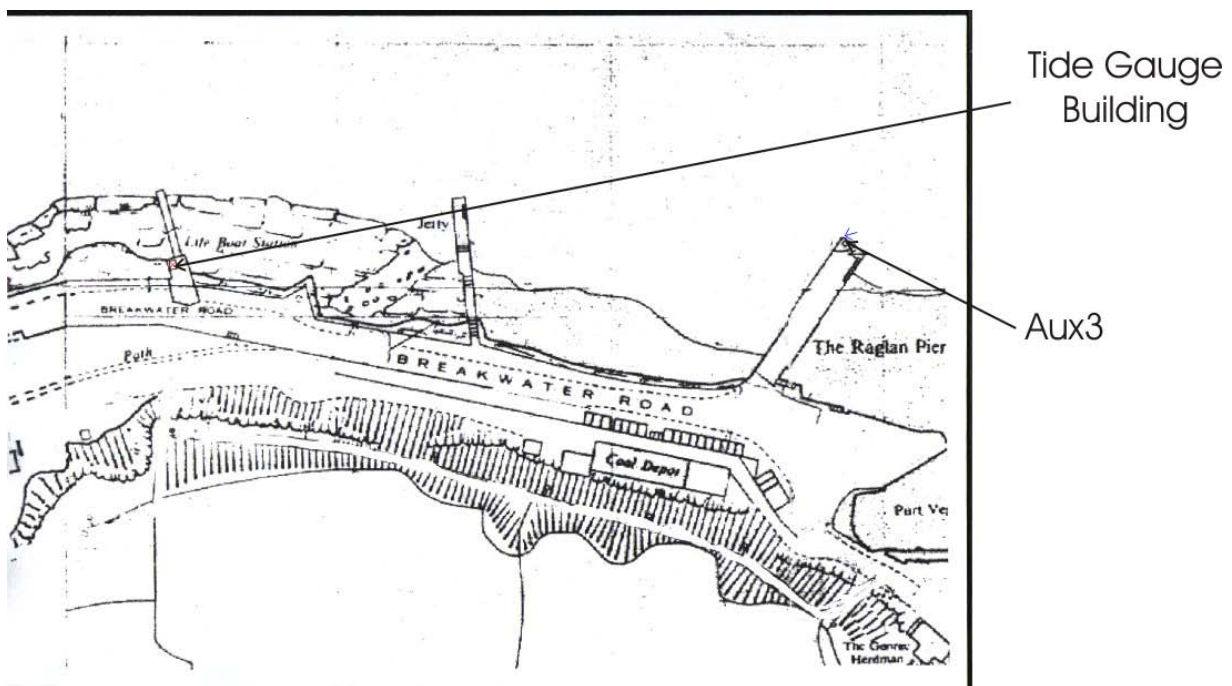 Tide Gauge
Building
Jetty
Life Boat Station
BREAKWATER ROAD
Aux3
The Raglan Pier
Path
BREAKWATER ROAD
Coal Depot
Port
The
Herdman